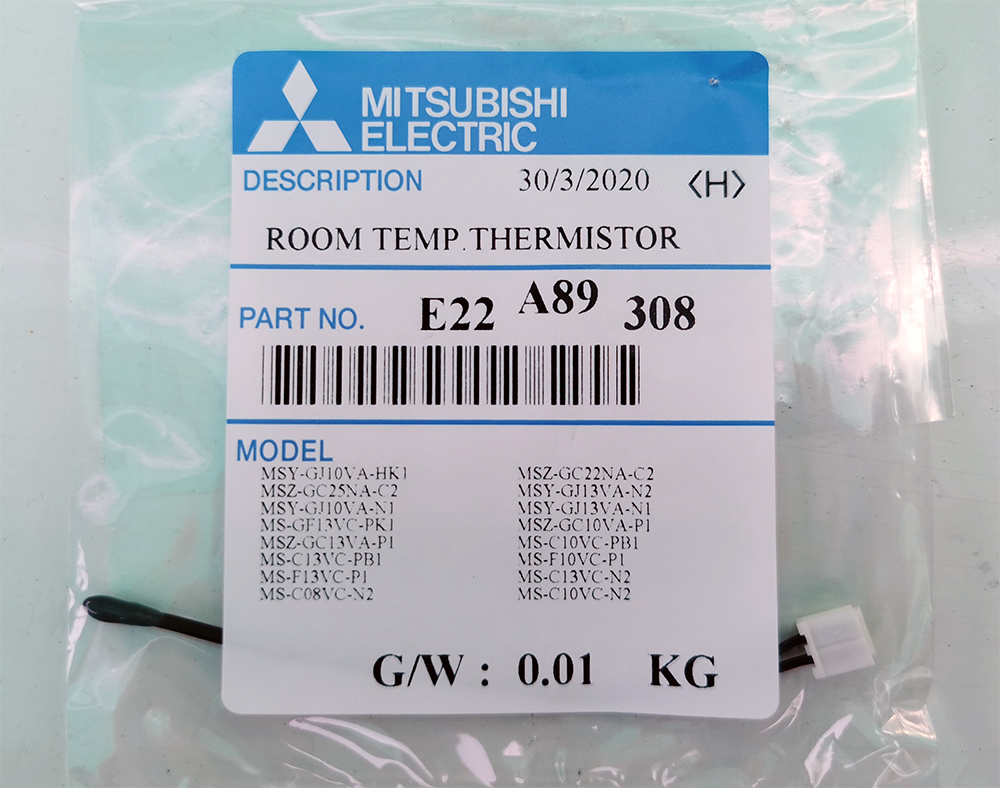 MITSUBISHI
ELECTRIC
DESCRIPTION 30/3/2020 〈H〉
ROOM TEMP.THERMISTOR
PART NO. E22 A89 308
MODEL
MSY-GJ10VA-HK1 MSZ-GC22NA-C2
MSZ-GC25NA-C2 MSY-GJ13VA-N2
MSY-GJ10VA-N1 MSY-GJ13VA-N1
MS-GF13VC-PK1 MSZ-GC10VA-P1
MSZ-GC13VA-P1 MS-C10VC-PB1
MS-C13VC-PB1 MS-F10VC-P1
MS-F13VC-P1 MS-C13VC-N2
MS-C08VC-N2 MS-C10VC-N2
G/W : 0.01 KG